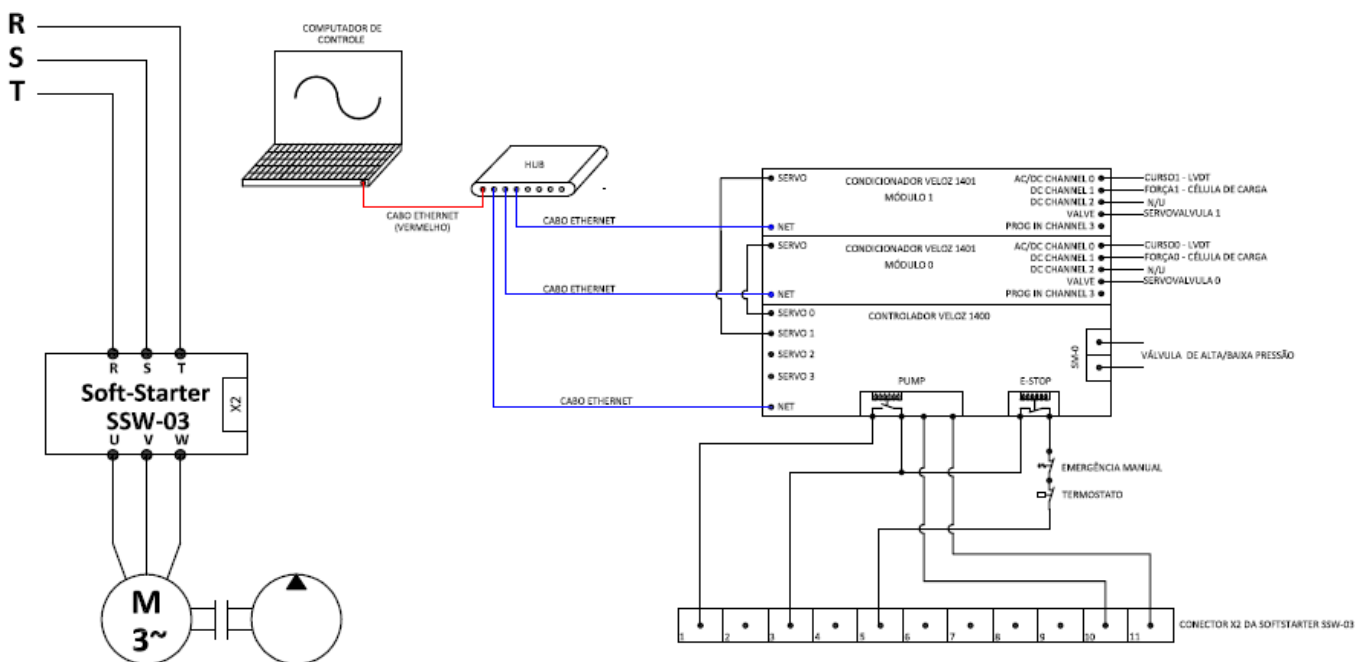 R
S
T
COMPUTADOR DE
CONTROLE
HUB
CABO ETHERNET
(VERMELHO)
CABO ETHERNET
CABO ETHERNET
CABO ETHERNET
SERVO
CONDICIONADOR VELOZ 1401
MÓDULO 1
NET
AC/DC CHANNEL 0
DC CHANNEL 1
DC CHANNEL 2
VALVE
PROG IN CHANNEL 3
CURSO1 - LVDT
FORÇA1 - CÉLULA DE CARGA
N/U
SERVOVALVULA 1
SERVO
CONDICIONADOR VELOZ 1401
MÓDULO 0
NET
AC/DC CHANNEL 0
DC CHANNEL 1
DC CHANNEL 2
VALVE
PROG IN CHANNEL 3
CURSO0 - LVDT
FORÇA0 - CÉLULA DE CARGA
N/U
SERVOVALVULA 0
SERVO 0
CONTROLADOR VELOZ 1400
SERVO 1
SERVO 2
SERVO 3
NET
PUMP
E-STOP
SM-0
VÁLVULA DE ALTA/BAIXA PRESSÃO
R S T
Soft-Starter
SSW-03
U V W
X2
EMERGÊNCIA MANUAL
TERMOSTATO
M
3~
1 2 3 4 5 6 7 8 9 10 11
CONECTOR X2 DA SOFTSTARTER SSW-03